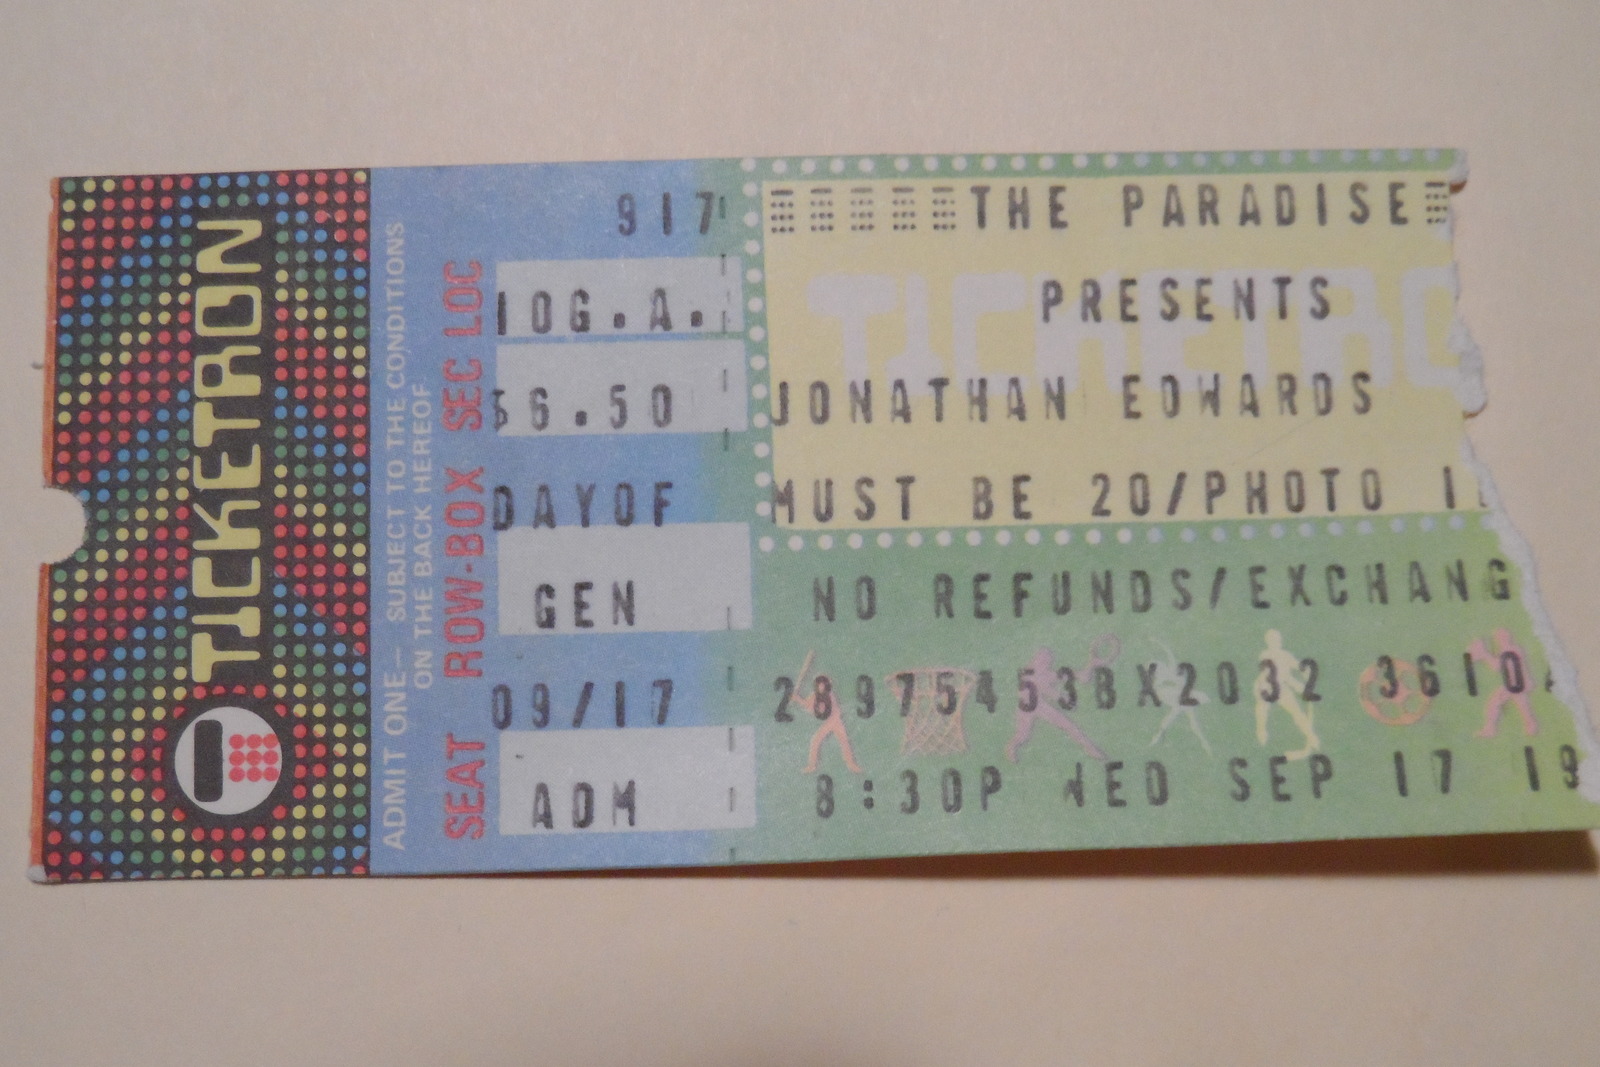 TICKETRON
ADMIT ONE — SUBJECT TO THE CONDITIONS
ON THE BACK HEREOF.
SEAT ROW-BOX SEC LOC
917
10G.A.
$6.50
DAYOF
GEN
09/17
ADM
THE PARADISE
PRESENTS
JONATHAN EDWARDS
MUST BE 20/PHOTO
NO REFUNDS/EXCHANG
8:30P WED SEP 17 19